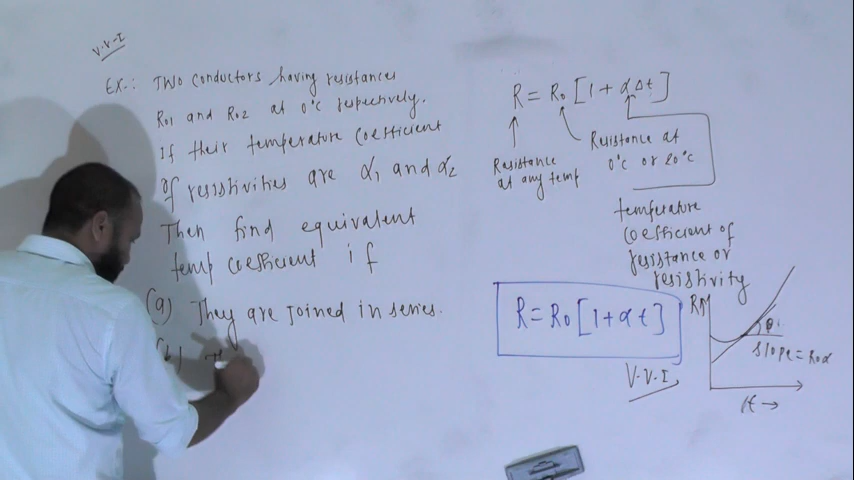 V.V.I
EX.: Two conductors having resistances
R01 and R02 at 0°C respectively.
If their temperature coefficient
of resistivities are α1 and α2
Then find equivalent
temp coefficient if
(a) They are joined in series.
R = R0 [1 + α Δt]
Resistance at any temp
Resistance at
0°C or 20°C
temperature
coefficient of
resistance or
resistivity
R = R0 [1 + α t]
V.V.I
R↑
θ
slope = R0α
t →